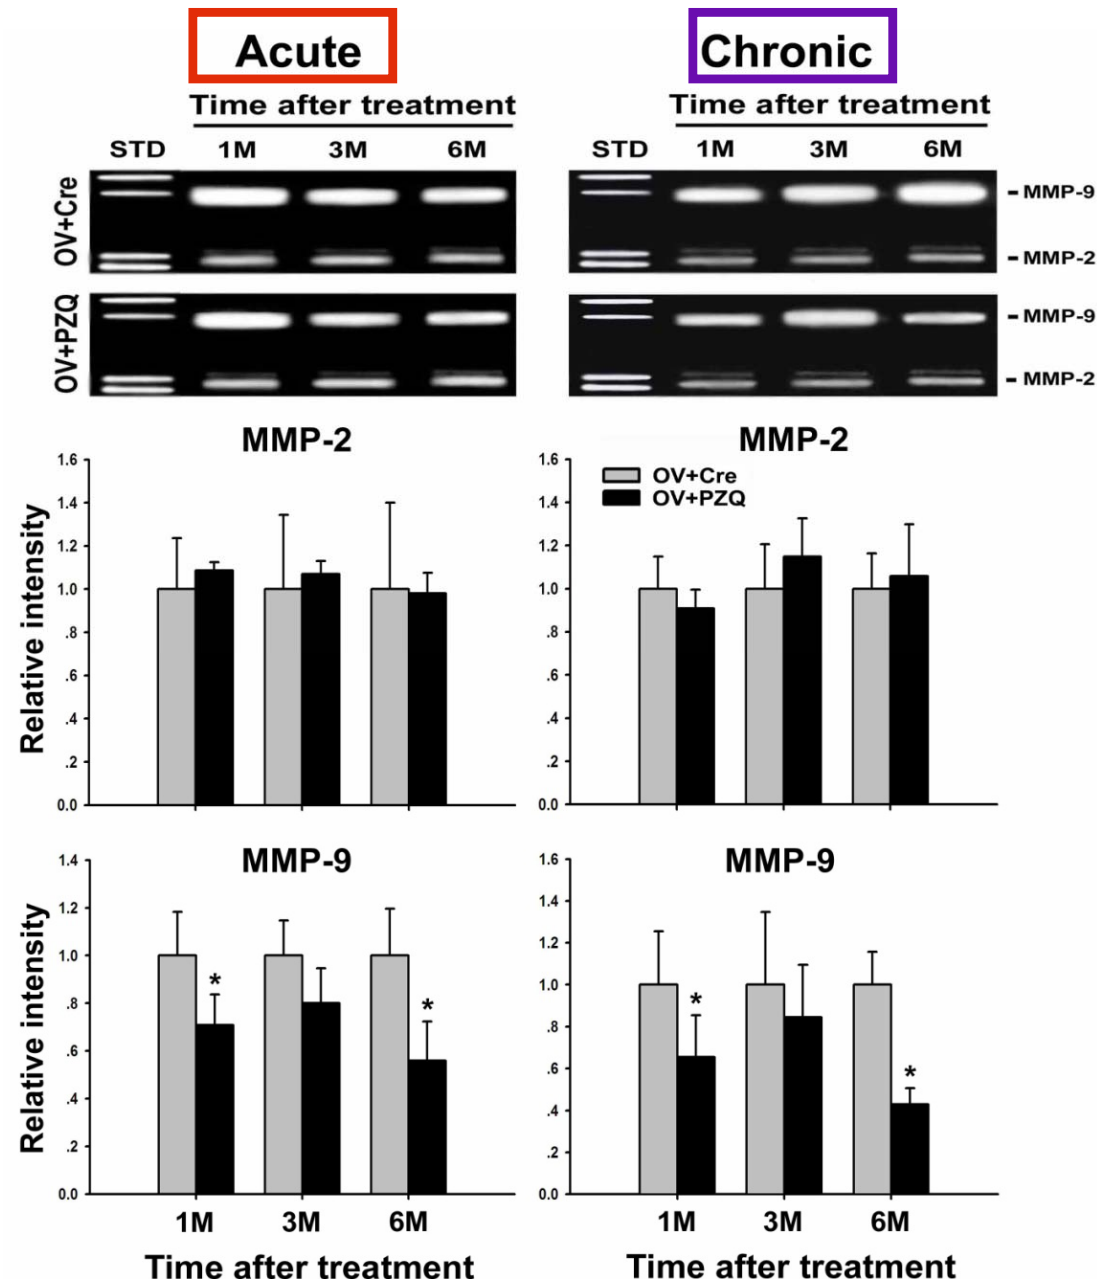 Acute
Chronic
Time after treatment
Time after treatment
STD 1M 3M 6M
STD 1M 3M 6M
OV+Cre
- MMP-9
- MMP-2
OV+PZQ
- MMP-9
- MMP-2
MMP-2
MMP-2
Relative intensity
1.6
1.4
1.2
1.0
.8
.6
.4
.2
0.0
1.6
1.4
1.2
1.0
.8
.6
.4
.2
0.0
OV+Cre
OV+PZQ
MMP-9
MMP-9
Relative intensity
1.4
1.2
1.0
.8
.6
.4
.2
0.0
* *
1.6
1.4
1.2
1.0
.8
.6
.4
.2
0.0
* *
1M 3M 6M
1M 3M 6M
Time after treatment
Time after treatment